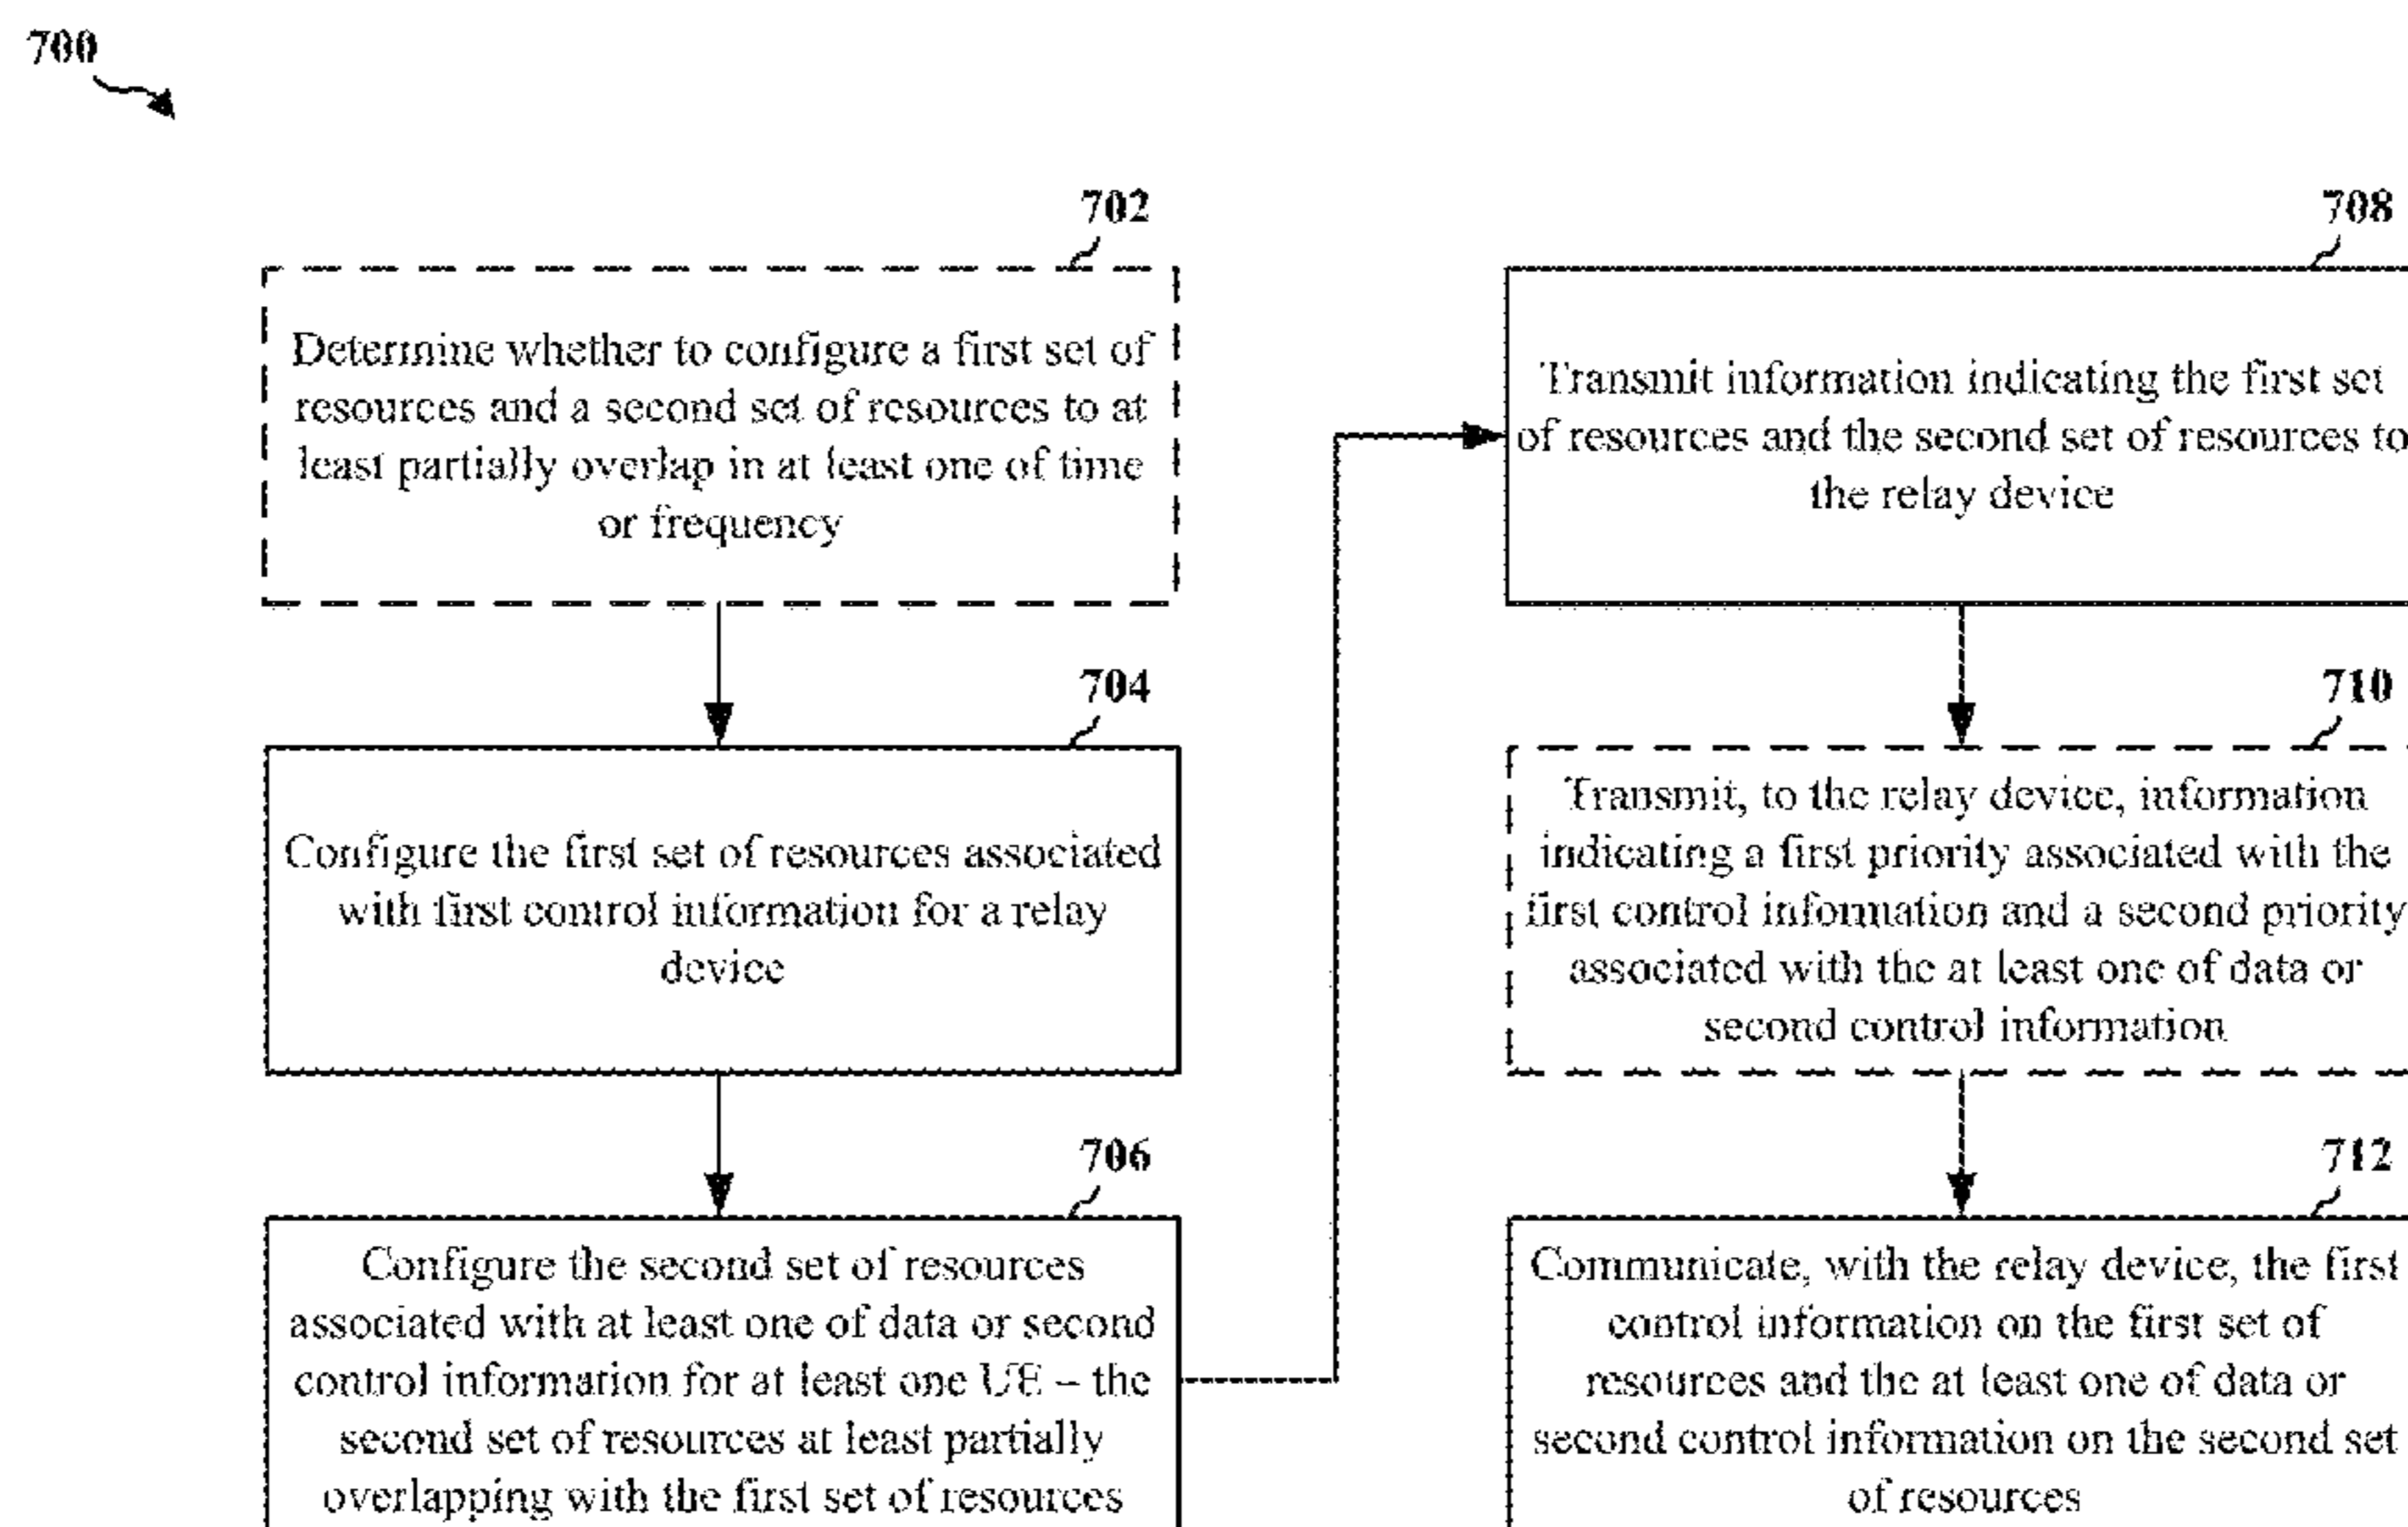 700
702
Determine whether to configure a first set of
resources and a second set of resources to at
least partially overlap in at least one of time
or frequency
704
Configure the first set of resources associated
with first control information for a relay
device
706
Configure the second set of resources
associated with at least one of data or second
control information for at least one UE – the
second set of resources at least partially
overlapping with the first set of resources
708
Transmit information indicating the first set
of resources and the second set of resources to
the relay device
710
Transmit, to the relay device, information
indicating a first priority associated with the
first control information and a second priority
associated with the at least one of data or
second control information
712
Communicate, with the relay device, the first
control information on the first set of
resources and the at least one of data or
second control information on the second set
of resources